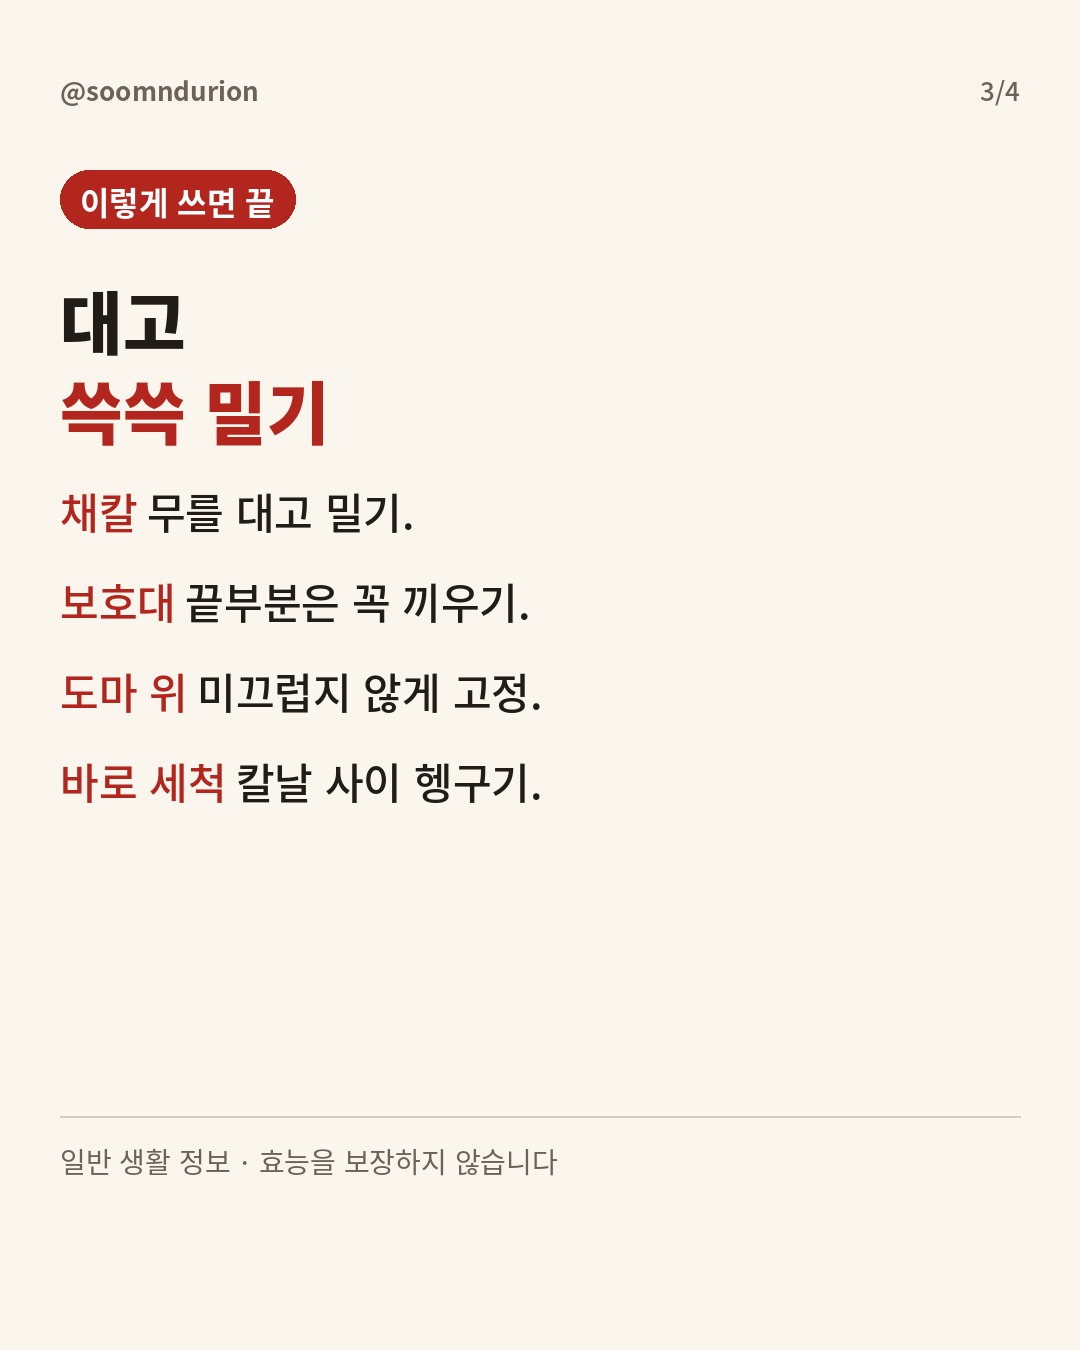 @soomndurion
3/4
이렇게 쓰면 끝
대고
쓱쓱 밀기
채칼 무를 대고 밀기.
보호대 끝부분은 꼭 끼우기.
도마 위 미끄럽지 않게 고정.
바로 세척 칼날 사이 헹구기.
일반 생활 정보 · 효능을 보장하지 않습니다